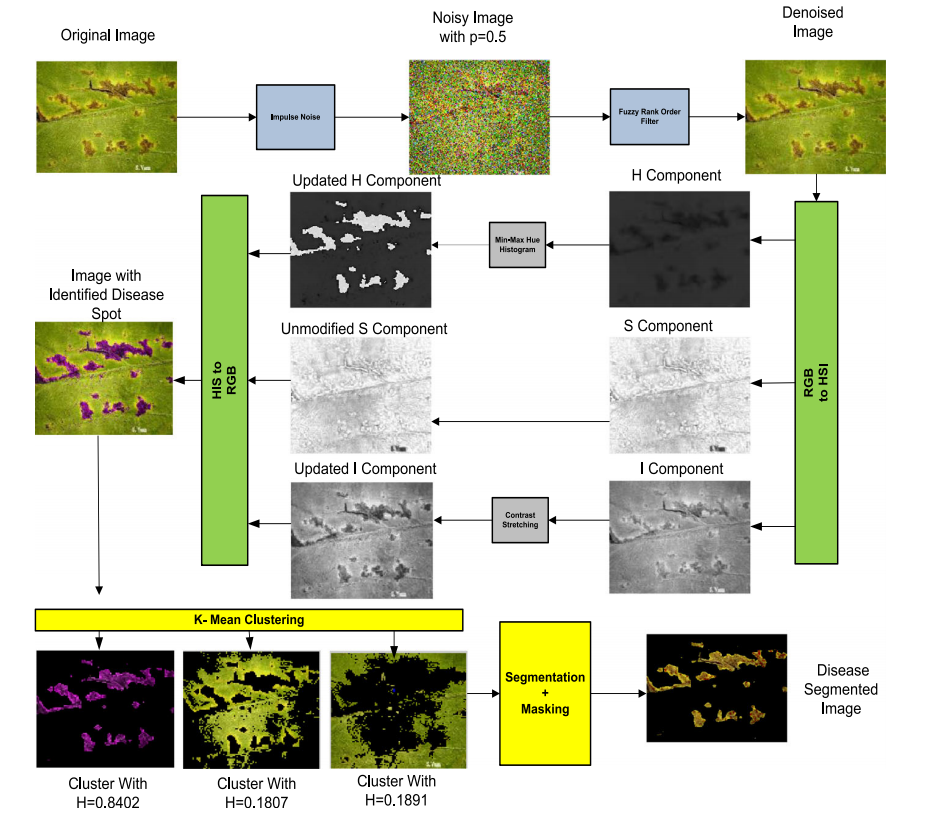 Original Image
Noisy Image
with p=0.5
Denoised
Image
Impulse Noise
Fuzzy Rank Order
Filter
Updated H Component
H Component
Min-Max Hue
Histogram
Image with
Identified Disease
Spot
Unmodified S Component
S Component
HIS to
RGB
RGB
to HSI
Updated I Component
I Component
Contrast
Stretching
K- Mean Clustering
Segmentation
+
Masking
Disease
Segmented
Image
Cluster With
H=0.8402
Cluster With
H=0.1807
Cluster With
H=0.1891